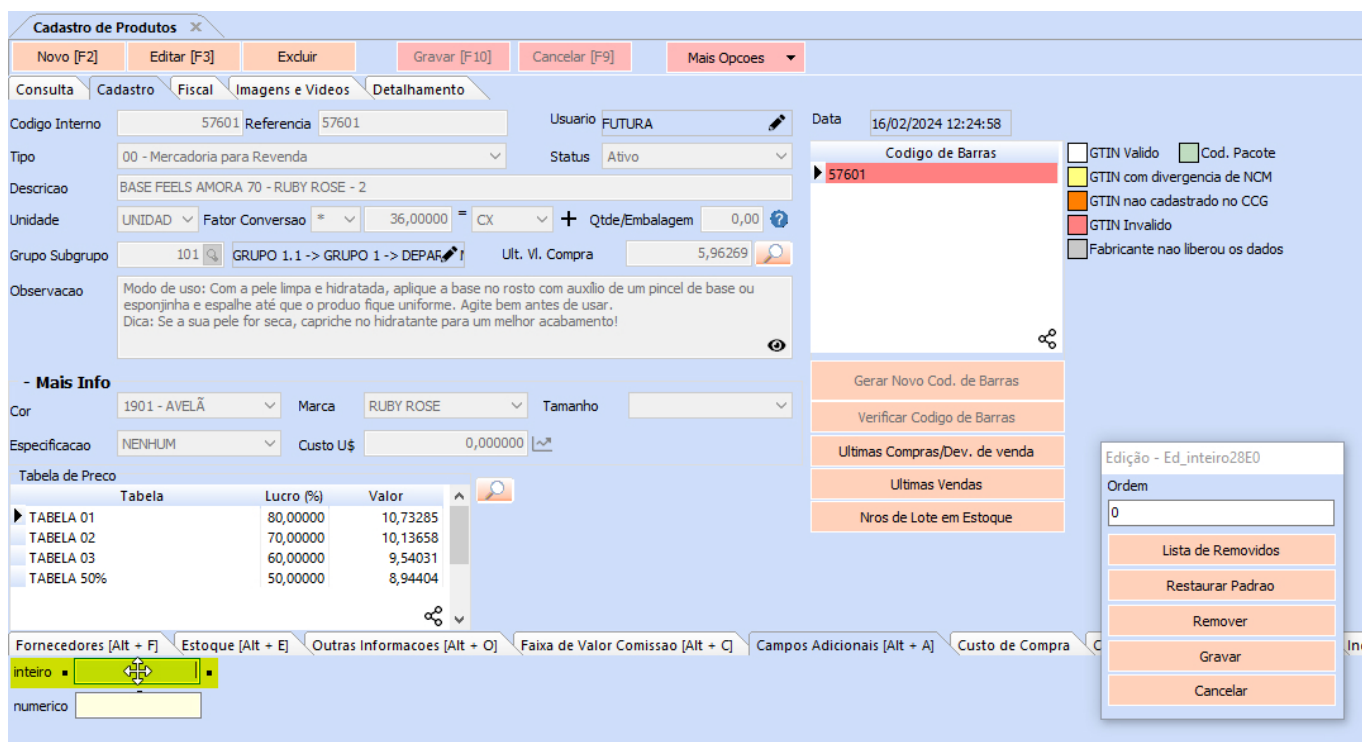 Cadastro de Produtos
Novo [F2] Editar [F3] Excluir Gravar [F10] Cancelar [F9] Mais Opcoes
Consulta Cadastro Fiscal Imagens e Videos Detalhamento
Codigo Interno 57601 Referencia 57601 Usuario FUTURA Data 16/02/2024 12:24:58
Tipo 00 - Mercadoria para Revenda Status Ativo
Descricao BASE FEELS AMORA 70 - RUBY ROSE - 2
Unidade UNIDAD Fator Conversao * 36,00000 = CX + Qtde/Embalagem 0,00 ?
Grupo Subgrupo 101 GRUPO 1.1 -> GRUPO 1 -> DEPAR Ult. Vl. Compra 5,96269
Observacao Modo de uso: Com a pele limpa e hidratada, aplique a base no rosto com auxílio de um pincel de base ou
esponjinha e espalhe até que o produo fique uniforme. Agite bem antes de usar.
Dica: Se a sua pele for seca, capriche no hidratante para um melhor acabamento!
Codigo de Barras
57601
GTIN Valido Cod. Pacote
GTIN com divergencia de NCM
GTIN nao cadastrado no CCG
GTIN Invalido
Fabricante nao liberou os dados
- Mais Info
Cor 1901 - AVELÃ Marca RUBY ROSE Tamanho
Especificacao NENHUM Custo U$ 0,000000
Gerar Novo Cod. de Barras
Verificar Codigo de Barras
Ultimas Compras/Dev. de venda
Ultimas Vendas
Nros de Lote em Estoque
Tabela de Preco
Tabela Lucro (%) Valor
TABELA 01 80,00000 10,73285
TABELA 02 70,00000 10,13658
TABELA 03 60,00000 9,54031
TABELA 50% 50,00000 8,94404
Edição - Ed_inteiro28E0
Ordem
0
Lista de Removidos
Restaurar Padrao
Remover
Gravar
Cancelar
Fornecedores [Alt + F] Estoque [Alt + E] Outras Informacoes [Alt + O] Faixa de Valor Comissao [Alt + C] Campos Adicionais [Alt + A] Custo de Compra
inteiro
numerico